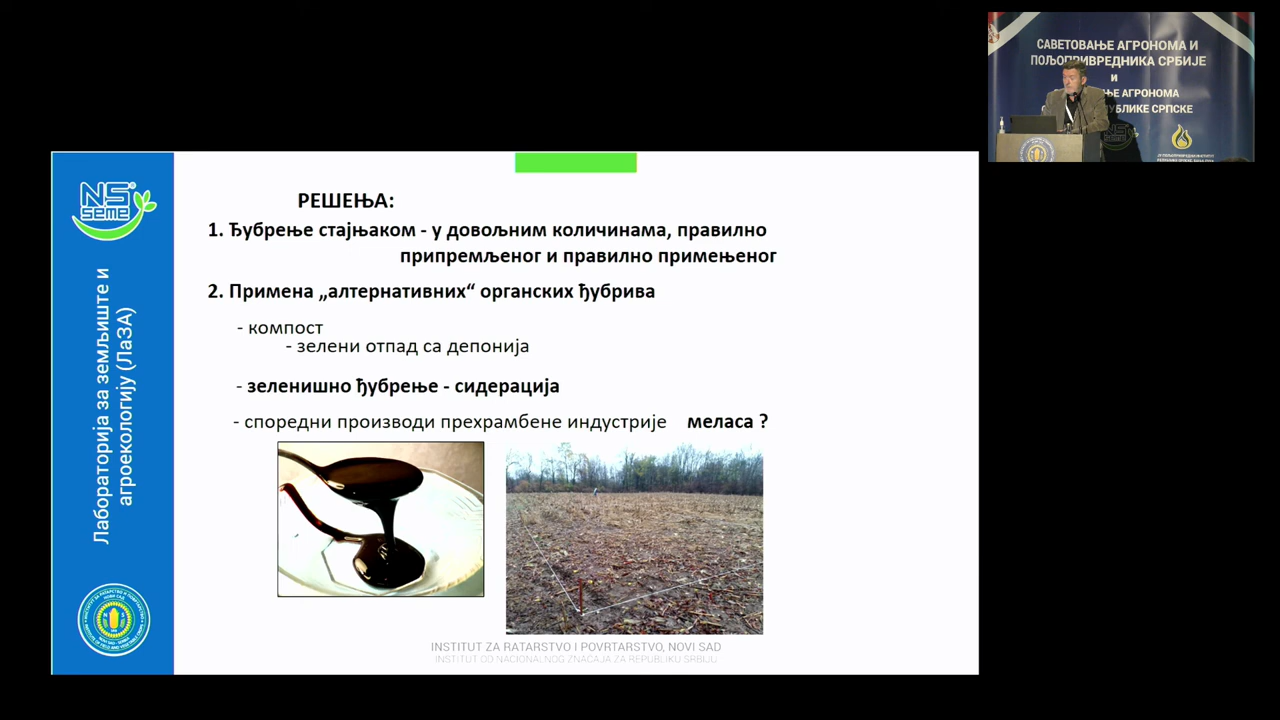 САВЕТОВАЊЕ АГРОНОМА И
ПОЉОПРИВРЕДНИКА СРБИЈЕ
И
АГРОНОМА
СРПСКЕ
NS
seme
Лабораторија за земљиште и
агроекологију (ЛаЗА)
РЕШЕЊА:
1. Ђубрење стајњаком - у довољним количинама, правилно
припремљеног и правилно примењеног
2. Примена „алтернативних“ органских ђубрива
- компост
- зелени отпад са депонија
- зеленишно ђубрење - сидерација
- споредни производи прехрамбене индустрије меласа ?
INSTITUT ZA RATARSTVO I POVRTARSTVO, NOVI SAD
INSTITUT OD NACIONALNOG ZNAČAJA ZA REPUBLIKU SRBIJU